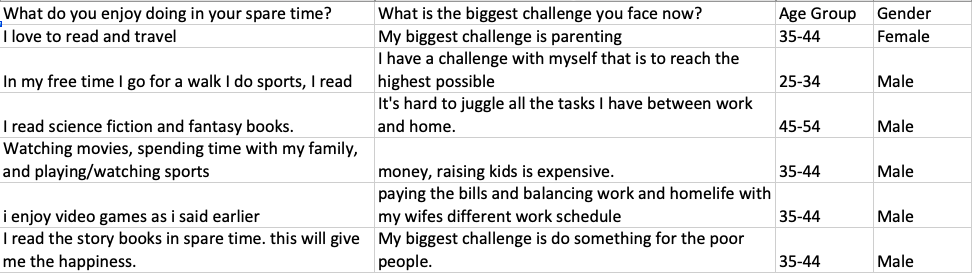 What do you enjoy doing in your spare time? What is the biggest challenge you face now? Age Group Gender
I love to read and travel My biggest challenge is parenting 35-44 Female
I have a challenge with myself that is to reach the
In my free time I go for a walk I do sports, I read highest possible 25-34 Male
It's hard to juggle all the tasks I have between work
I read science fiction and fantasy books. and home. 45-54 Male
Watching movies, spending time with my family,
and playing/watching sports money, raising kids is expensive. 35-44 Male
paying the bills and balancing work and homelife with
i enjoy video games as i said earlier my wifes different work schedule 35-44 Male
I read the story books in spare time. this will give My biggest challenge is do something for the poor
me the happiness. people. 35-44 Male